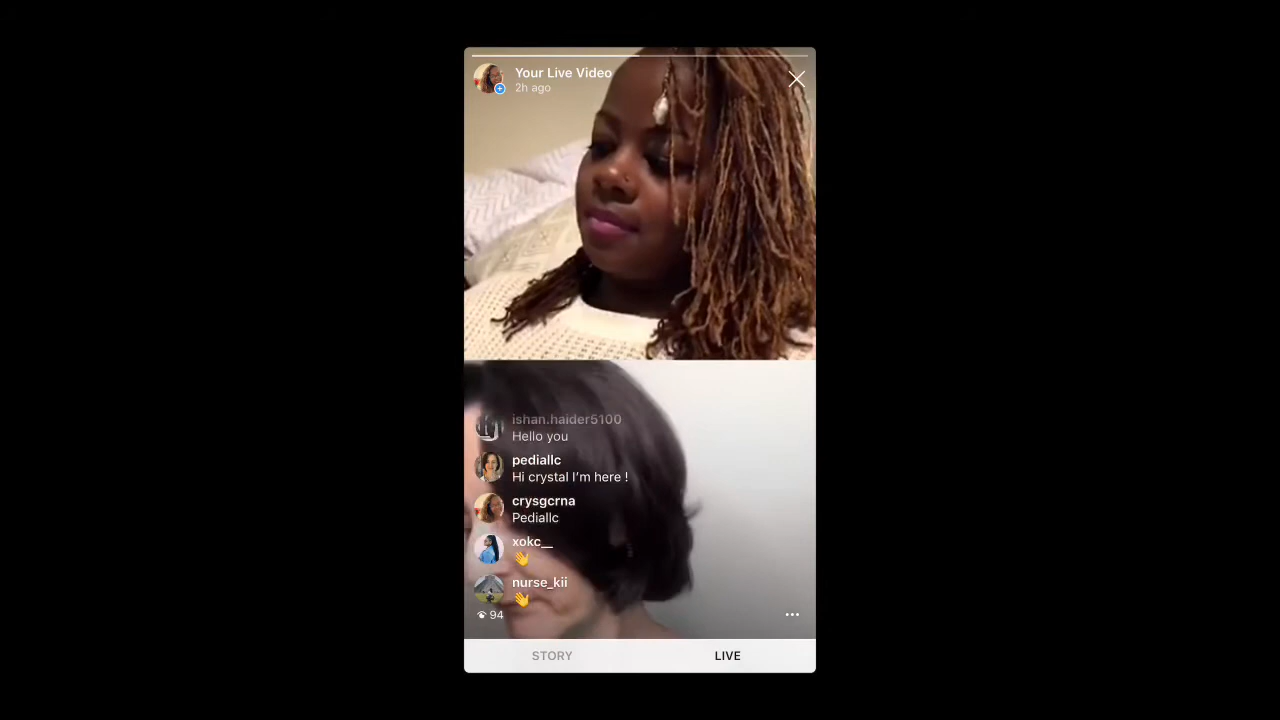 Your Live Video
2h ago
ishan.haider5100
Hello you
pediallc
Hi crystal I'm here !
crysgcrna
Pediallc
xokc__
👋
nurse_kii
👋
94
STORY
LIVE